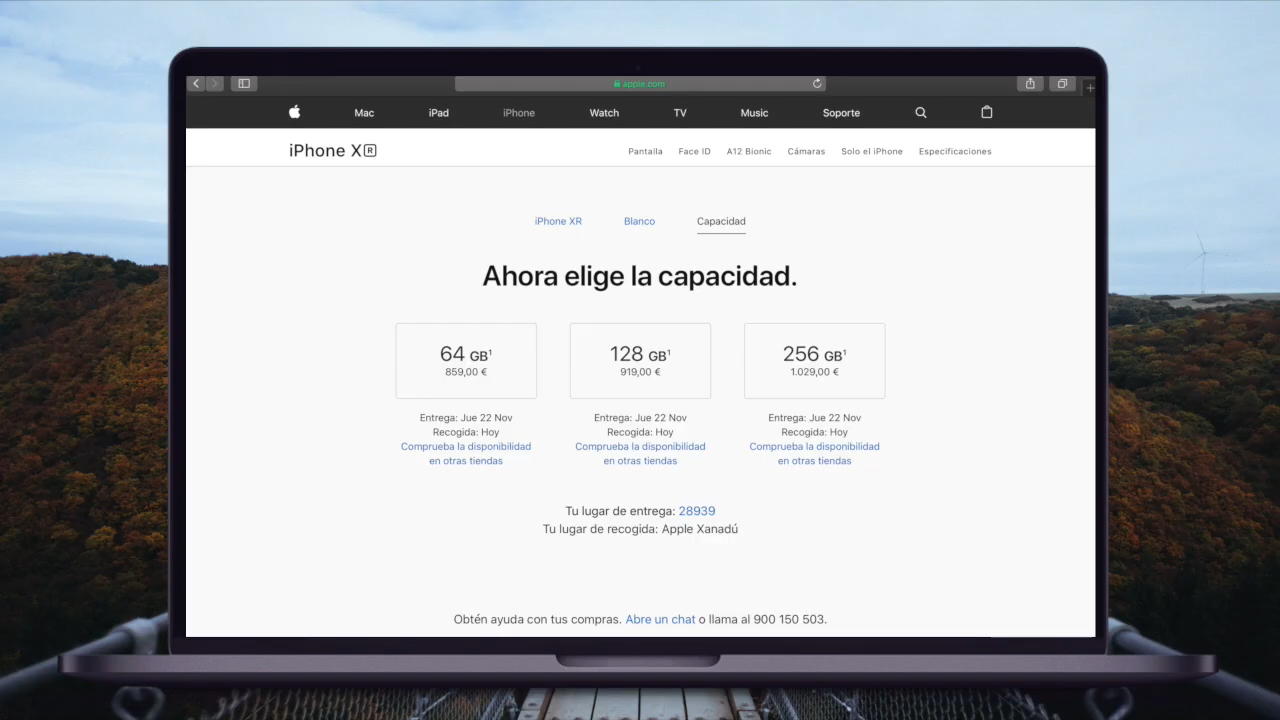 apple.com
Mac iPad iPhone Watch TV Music Soporte
iPhone XR
Pantalla Face ID A12 Bionic Cámaras Solo el iPhone Especificaciones
iPhone XR Blanco Capacidad
Ahora elige la capacidad.
64 GB¹
859,00 €
Entrega: Jue 22 Nov
Recogida: Hoy
Comprueba la disponibilidad
en otras tiendas
128 GB¹
919,00 €
Entrega: Jue 22 Nov
Recogida: Hoy
Comprueba la disponibilidad
en otras tiendas
256 GB¹
1.029,00 €
Entrega: Jue 22 Nov
Recogida: Hoy
Comprueba la disponibilidad
en otras tiendas
Tu lugar de entrega: 28939
Tu lugar de recogida: Apple Xanadú
Obtén ayuda con tus compras. Abre un chat o llama al 900 150 503.